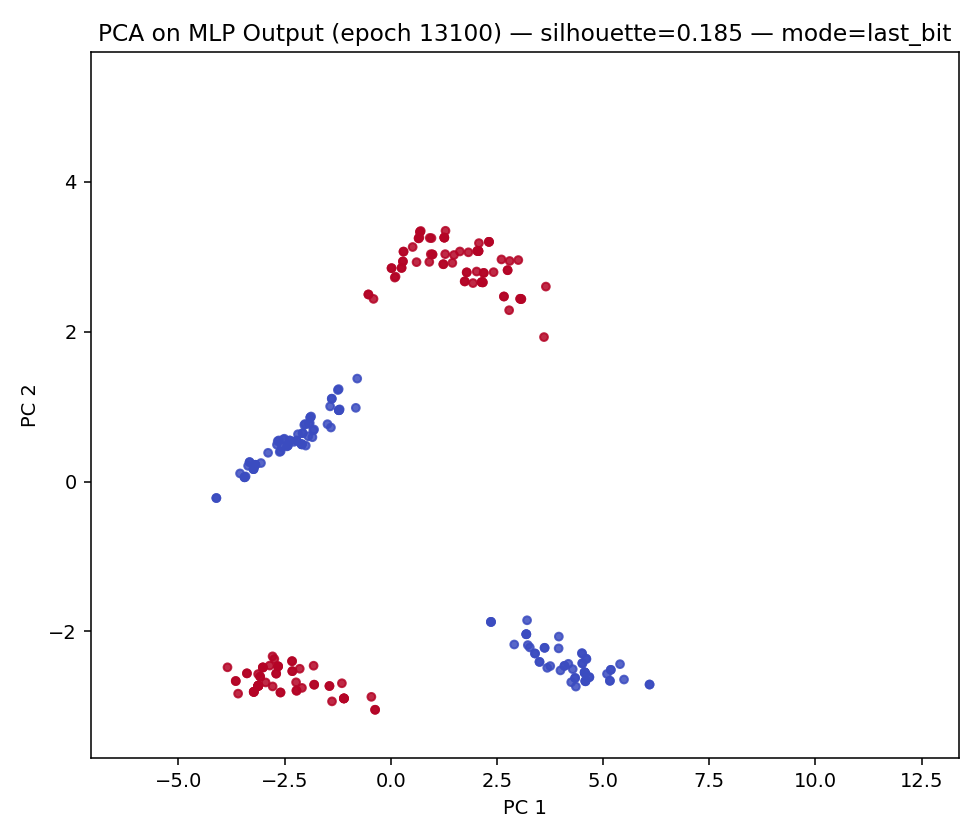 PCA on MLP Output (epoch 13100) — silhouette=0.185 — mode=last_bit
4
2
0
−2
PC 2
−5.0 −2.5 0.0 2.5 5.0 7.5 10.0 12.5
PC 1